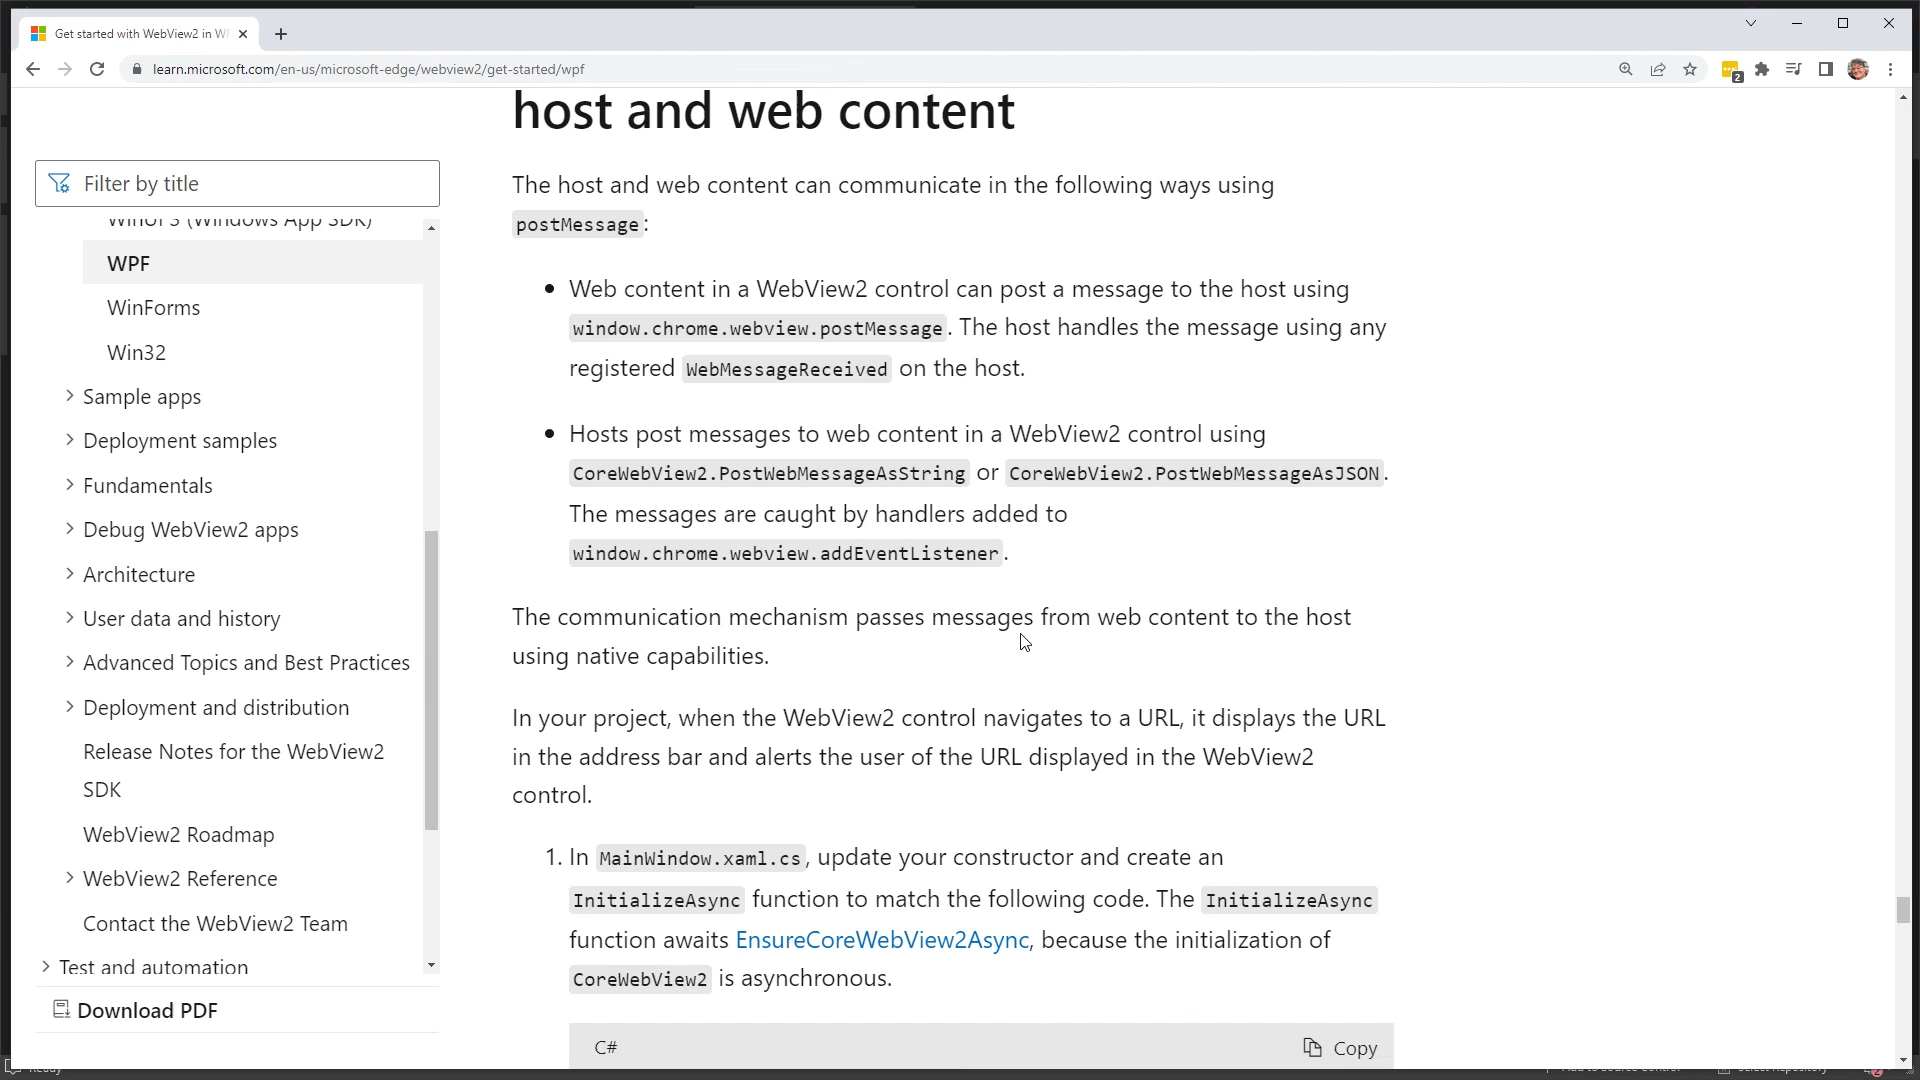 Get started with WebView2 in W
learn.microsoft.com/en-us/microsoft-edge/webview2/get-started/wpf
2
Filter by title
WinUI 3 (Windows App SDK)
WPF
WinForms
Win32
Sample apps
Deployment samples
Fundamentals
Debug WebView2 apps
Architecture
User data and history
Advanced Topics and Best Practices
Deployment and distribution
Release Notes for the WebView2
SDK
WebView2 Roadmap
WebView2 Reference
Contact the WebView2 Team
Test and automation
Download PDF
host and web content
The host and web content can communicate in the following ways using
postMessage:
• Web content in a WebView2 control can post a message to the host using
window.chrome.webview.postMessage. The host handles the message using any
registered WebMessageReceived on the host.
• Hosts post messages to web content in a WebView2 control using
CoreWebView2.PostWebMessageAsString or CoreWebView2.PostWebMessageAsJSON.
The messages are caught by handlers added to
window.chrome.webview.addEventListener.
The communication mechanism passes messages from web content to the host
using native capabilities.
In your project, when the WebView2 control navigates to a URL, it displays the URL
in the address bar and alerts the user of the URL displayed in the WebView2
control.
1. In MainWindow.xaml.cs, update your constructor and create an
InitializeAsync function to match the following code. The InitializeAsync
function awaits EnsureCoreWebView2Async, because the initialization of
CoreWebView2 is asynchronous.
C#
Copy